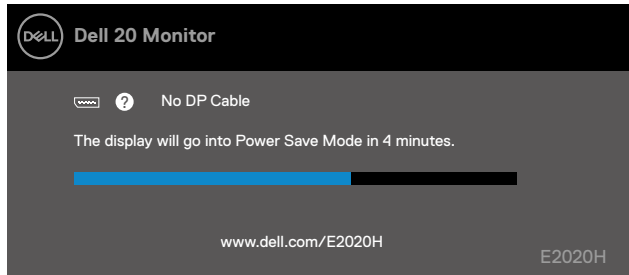 DELL Dell 20 Monitor
? No DP Cable
The display will go into Power Save Mode in 4 minutes.
www.dell.com/E2020H
E2020H